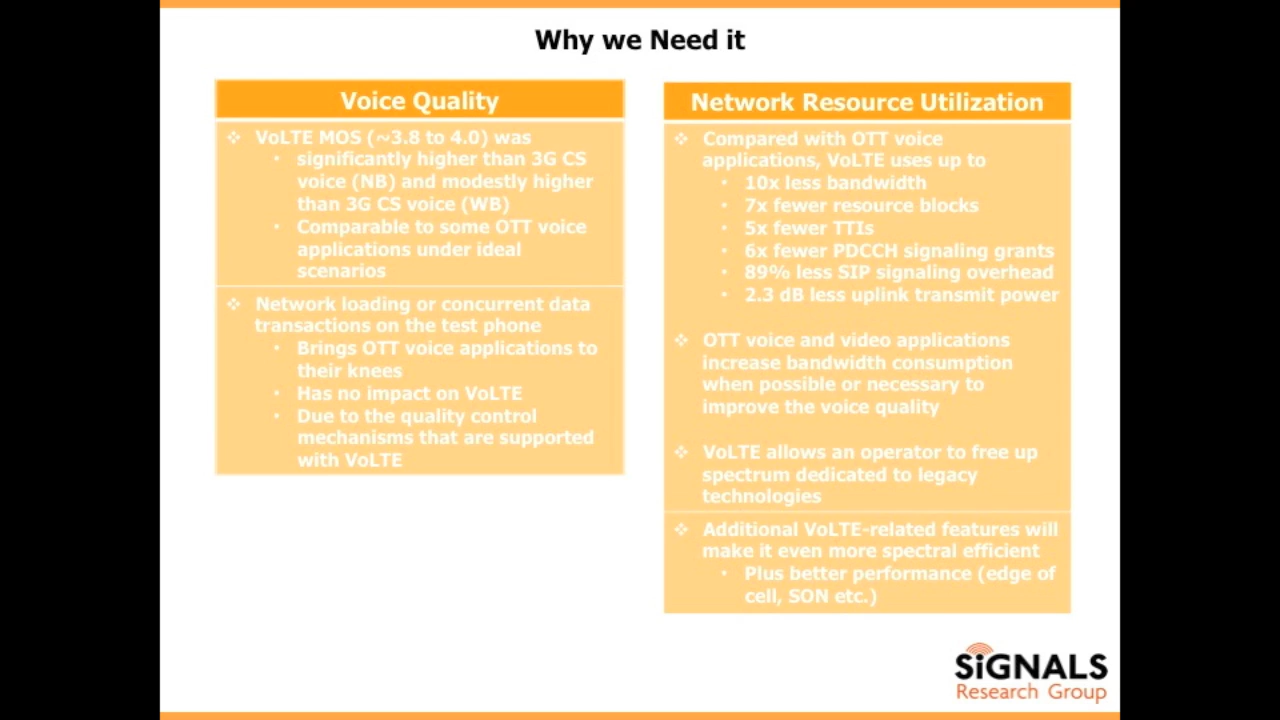 Why we Need it
Voice Quality
❖ VoLTE MOS (~3.8 to 4.0) was
• significantly higher than 3G CS
voice (NB) and modestly higher
than 3G CS voice (WB)
• Comparable to some OTT voice
applications under ideal
scenarios
❖ Network loading or concurrent data
transactions on the test phone
• Brings OTT voice applications to
their knees
• Has no impact on VoLTE
• Due to the quality control
mechanisms that are supported
with VoLTE
Network Resource Utilization
❖ Compared with OTT voice
applications, VoLTE uses up to
• 10x less bandwidth
• 7x fewer resource blocks
• 5x fewer TTIs
• 6x fewer PDCCH signaling grants
• 89% less SIP signaling overhead
• 2.3 dB less uplink transmit power
❖ OTT voice and video applications
increase bandwidth consumption
when possible or necessary to
improve the voice quality
❖ VoLTE allows an operator to free up
spectrum dedicated to legacy
technologies
❖ Additional VoLTE-related features will
make it even more spectral efficient
• Plus better performance (edge of
cell, SON etc.)
SiGNALS
Research Group